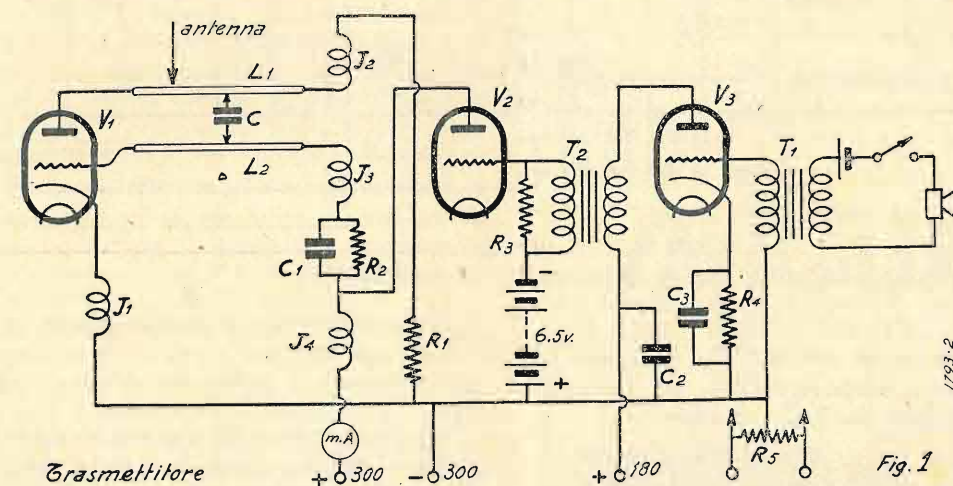 antenna
L1
J2
V1
C
V2
V3
T2
T1
L2
J3
R3
C1
R2
C3
R4
J1
J4
R1
6.5v.
C2
-
+
1793·2
m.A
R5
Trasmettitore
+ 300
- 300
+ 180
Fig. 1